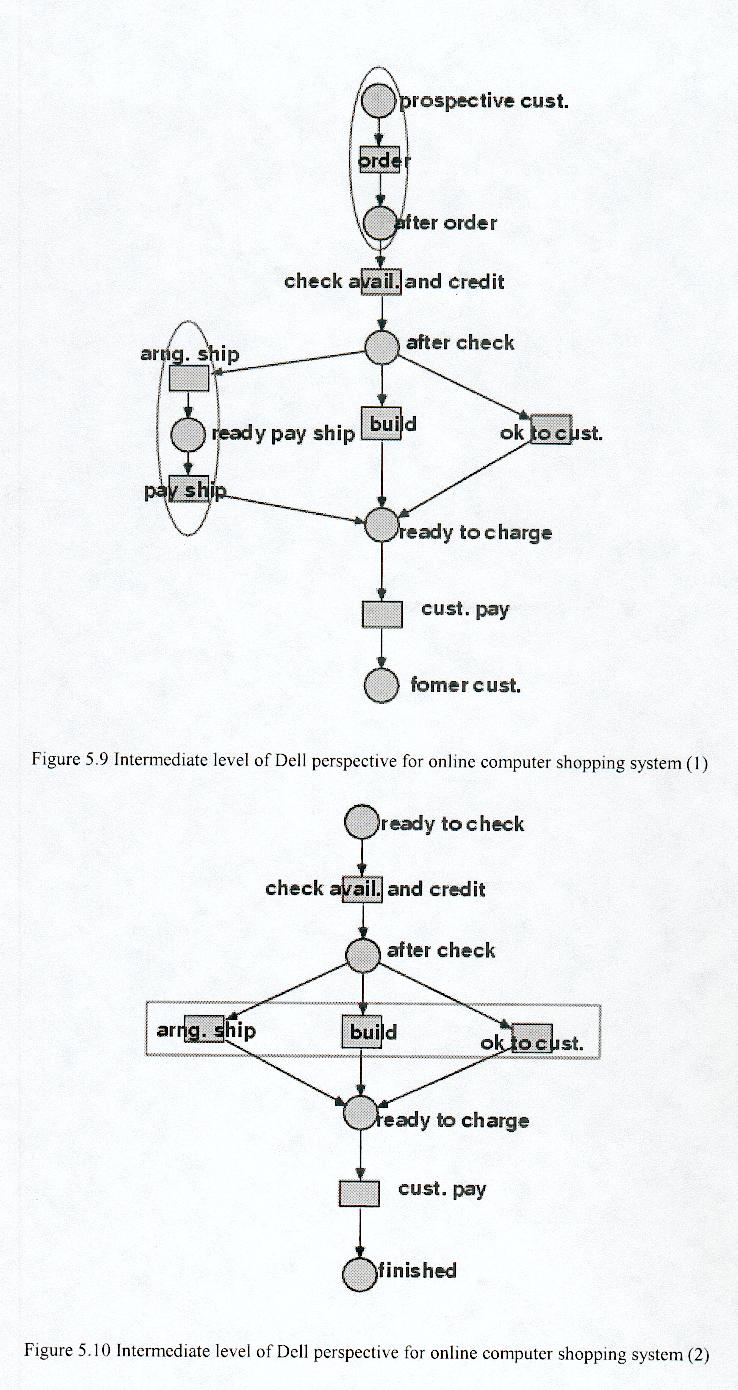 prospective cust.
order
after order
check avail. and credit
after check
arng. ship
build
ok to cust.
ready pay ship
pay ship
ready to charge
cust. pay
fomer cust.
Figure 5.9 Intermediate level of Dell perspective for online computer shopping system (1)
ready to check
check avail. and credit
after check
arng. ship
build
ok to cust.
ready to charge
cust. pay
finished
Figure 5.10 Intermediate level of Dell perspective for online computer shopping system (2)